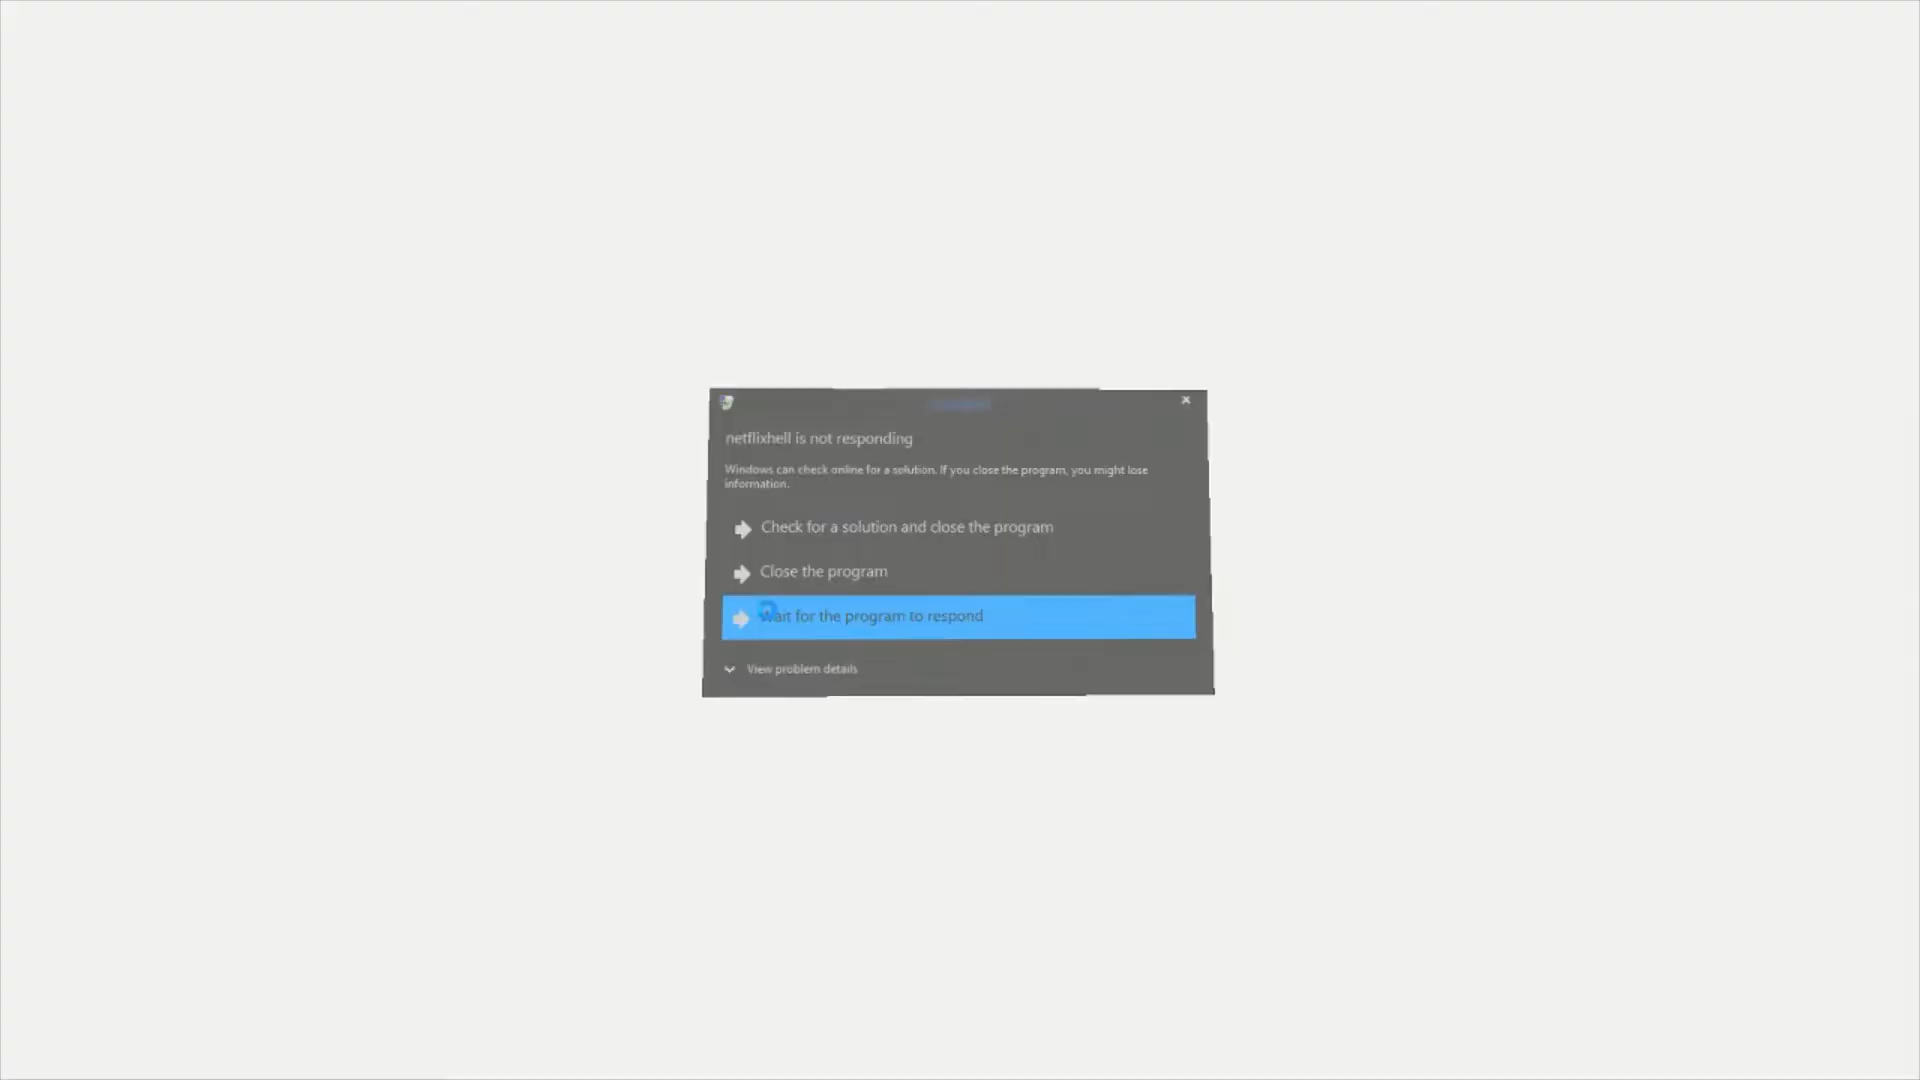 netflixhell is not responding
Windows can check online for a solution. If you close the program, you might lose
information.
Check for a solution and close the program
Close the program
Wait for the program to respond
View problem details